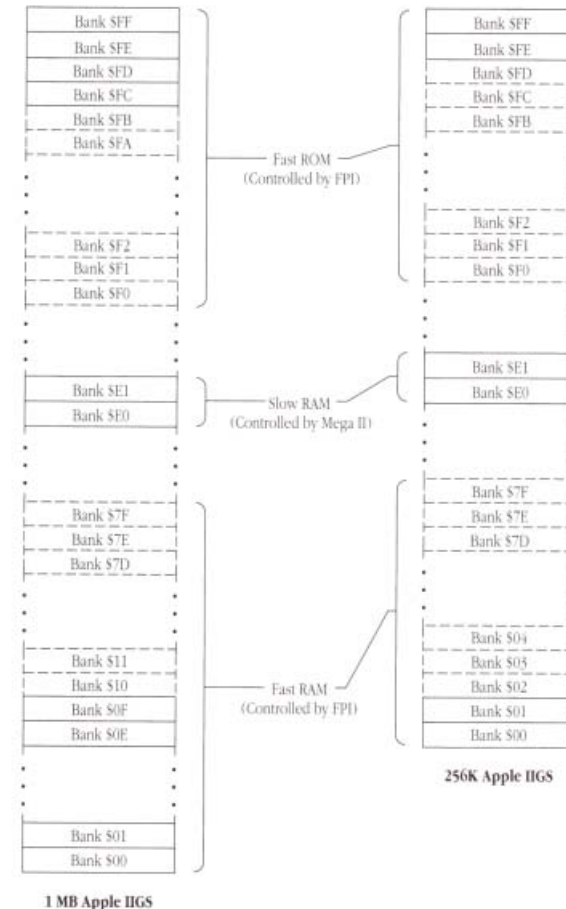 Bank $FF
Bank $FE
Bank $FD
Bank $FC
Bank $FB
Bank $FA
Bank $F2
Bank $F1
Bank $F0
Bank $E1
Bank $E0
Bank $7F
Bank $7E
Bank $7D
Bank $11
Bank $10
Bank $0F
Bank $0E
Bank $01
Bank $00
1 MB Apple IIGS
Fast ROM
(Controlled by FPI)
Slow RAM
(Controlled by Mega II)
Fast RAM
(Controlled by FPI)
Bank $FF
Bank $FE
Bank $FD
Bank $FC
Bank $FB
Bank $F2
Bank $F1
Bank $F0
Bank $E1
Bank $E0
Bank $7F
Bank $7E
Bank $7D
Bank $04
Bank $03
Bank $02
Bank $01
Bank $00
256K Apple IIGS